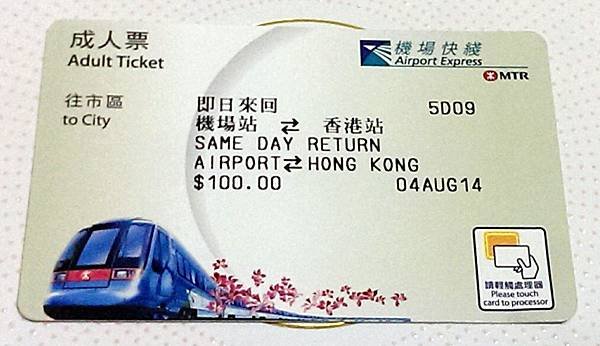 成人票
Adult Ticket
機場快綫
Airport Express
MTR
往市區
to City
即日來回 5D09
機場站 ⇄ 香港站
SAME DAY RETURN
AIRPORT⇄HONG KONG
$100.00 04AUG14
請輕觸處理器
Please touch
card to processor